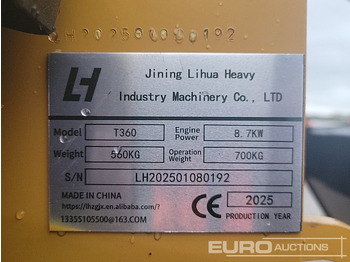 LH202501080192
LH
Jining Lihua Heavy
Industry Machinery Co., LTD
Model T360 Engine Power 8.7KW
Weight 560KG Operation Weight 700KG
S/N LH202501080192
MADE IN CHINA
https://lhzgjx.en.alibaba.com/?
13355105500@163.COM
CE
2025
PRODUCTION YEAR
EURO AUCTIONS